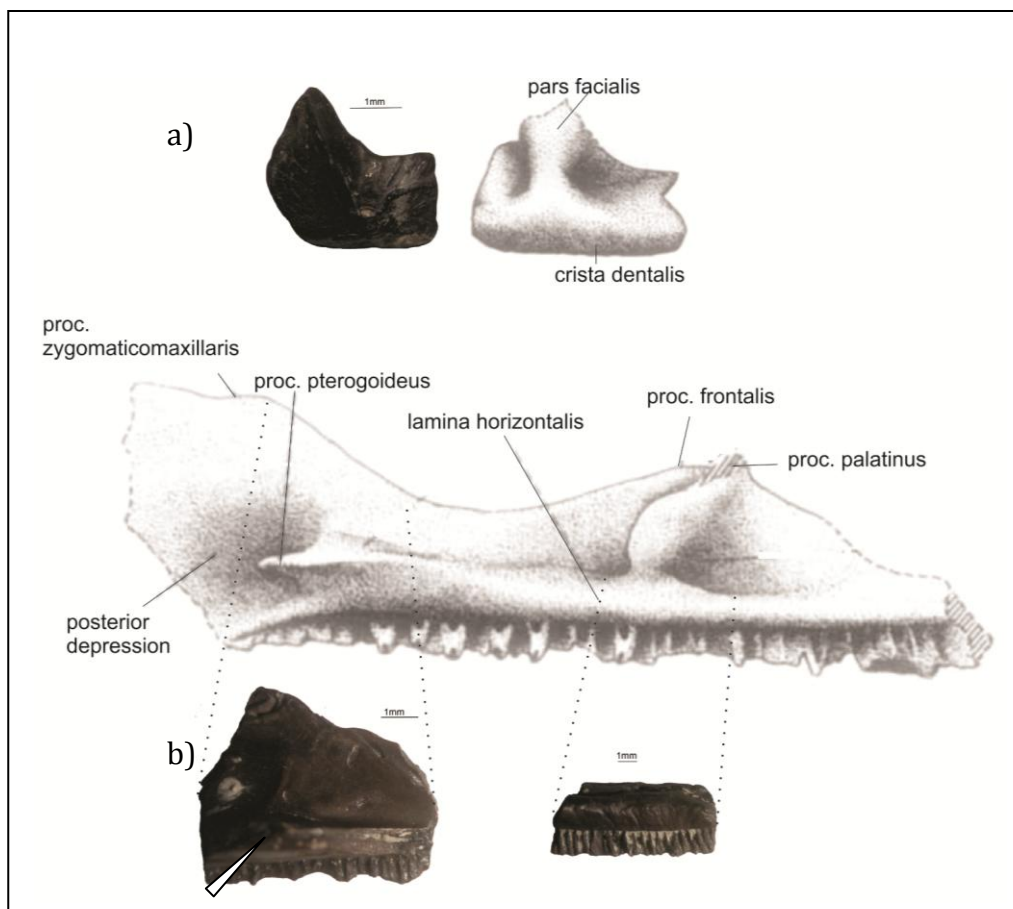 pars facialis
1mm
a)
crista dentalis
proc.
zygomaticomaxillaris
proc. pterogoideus
proc. frontalis
lamina horizontalis
proc. palatinus
posterior
depression
1mm
b)
1mm